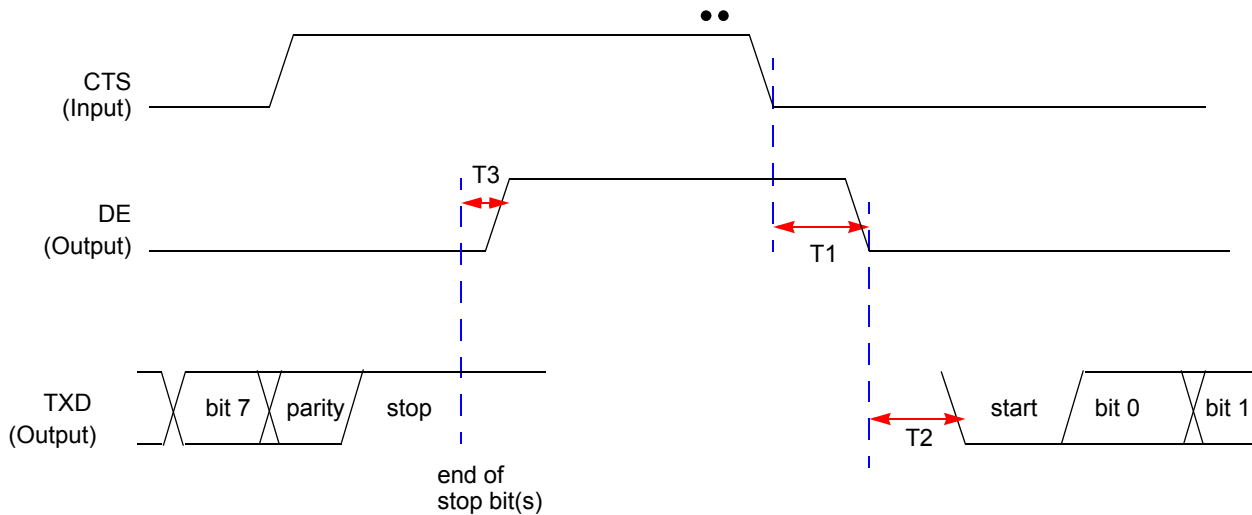 CTS
(Input)
T3
DE
(Output)
T1
TXD
(Output)
bit 7
parity
stop
T2
start
bit 0
bit 1
end of
stop bit(s)